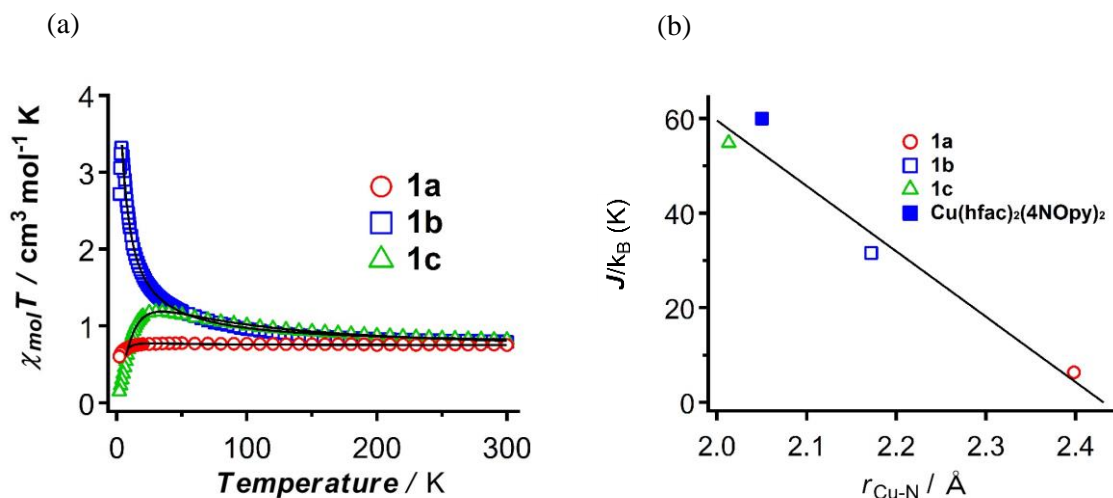 (a)
(b)
4
3
2
1
0
χmolT / cm³ mol⁻¹ K
1a
1b
1c
0
100
200
300
Temperature / K
60
40
20
0
J/kB (K)
1a
1b
1c
Cu(hfac)₂(4NOpy)₂
2.0
2.1
2.2
2.3
2.4
rCu-N / Å